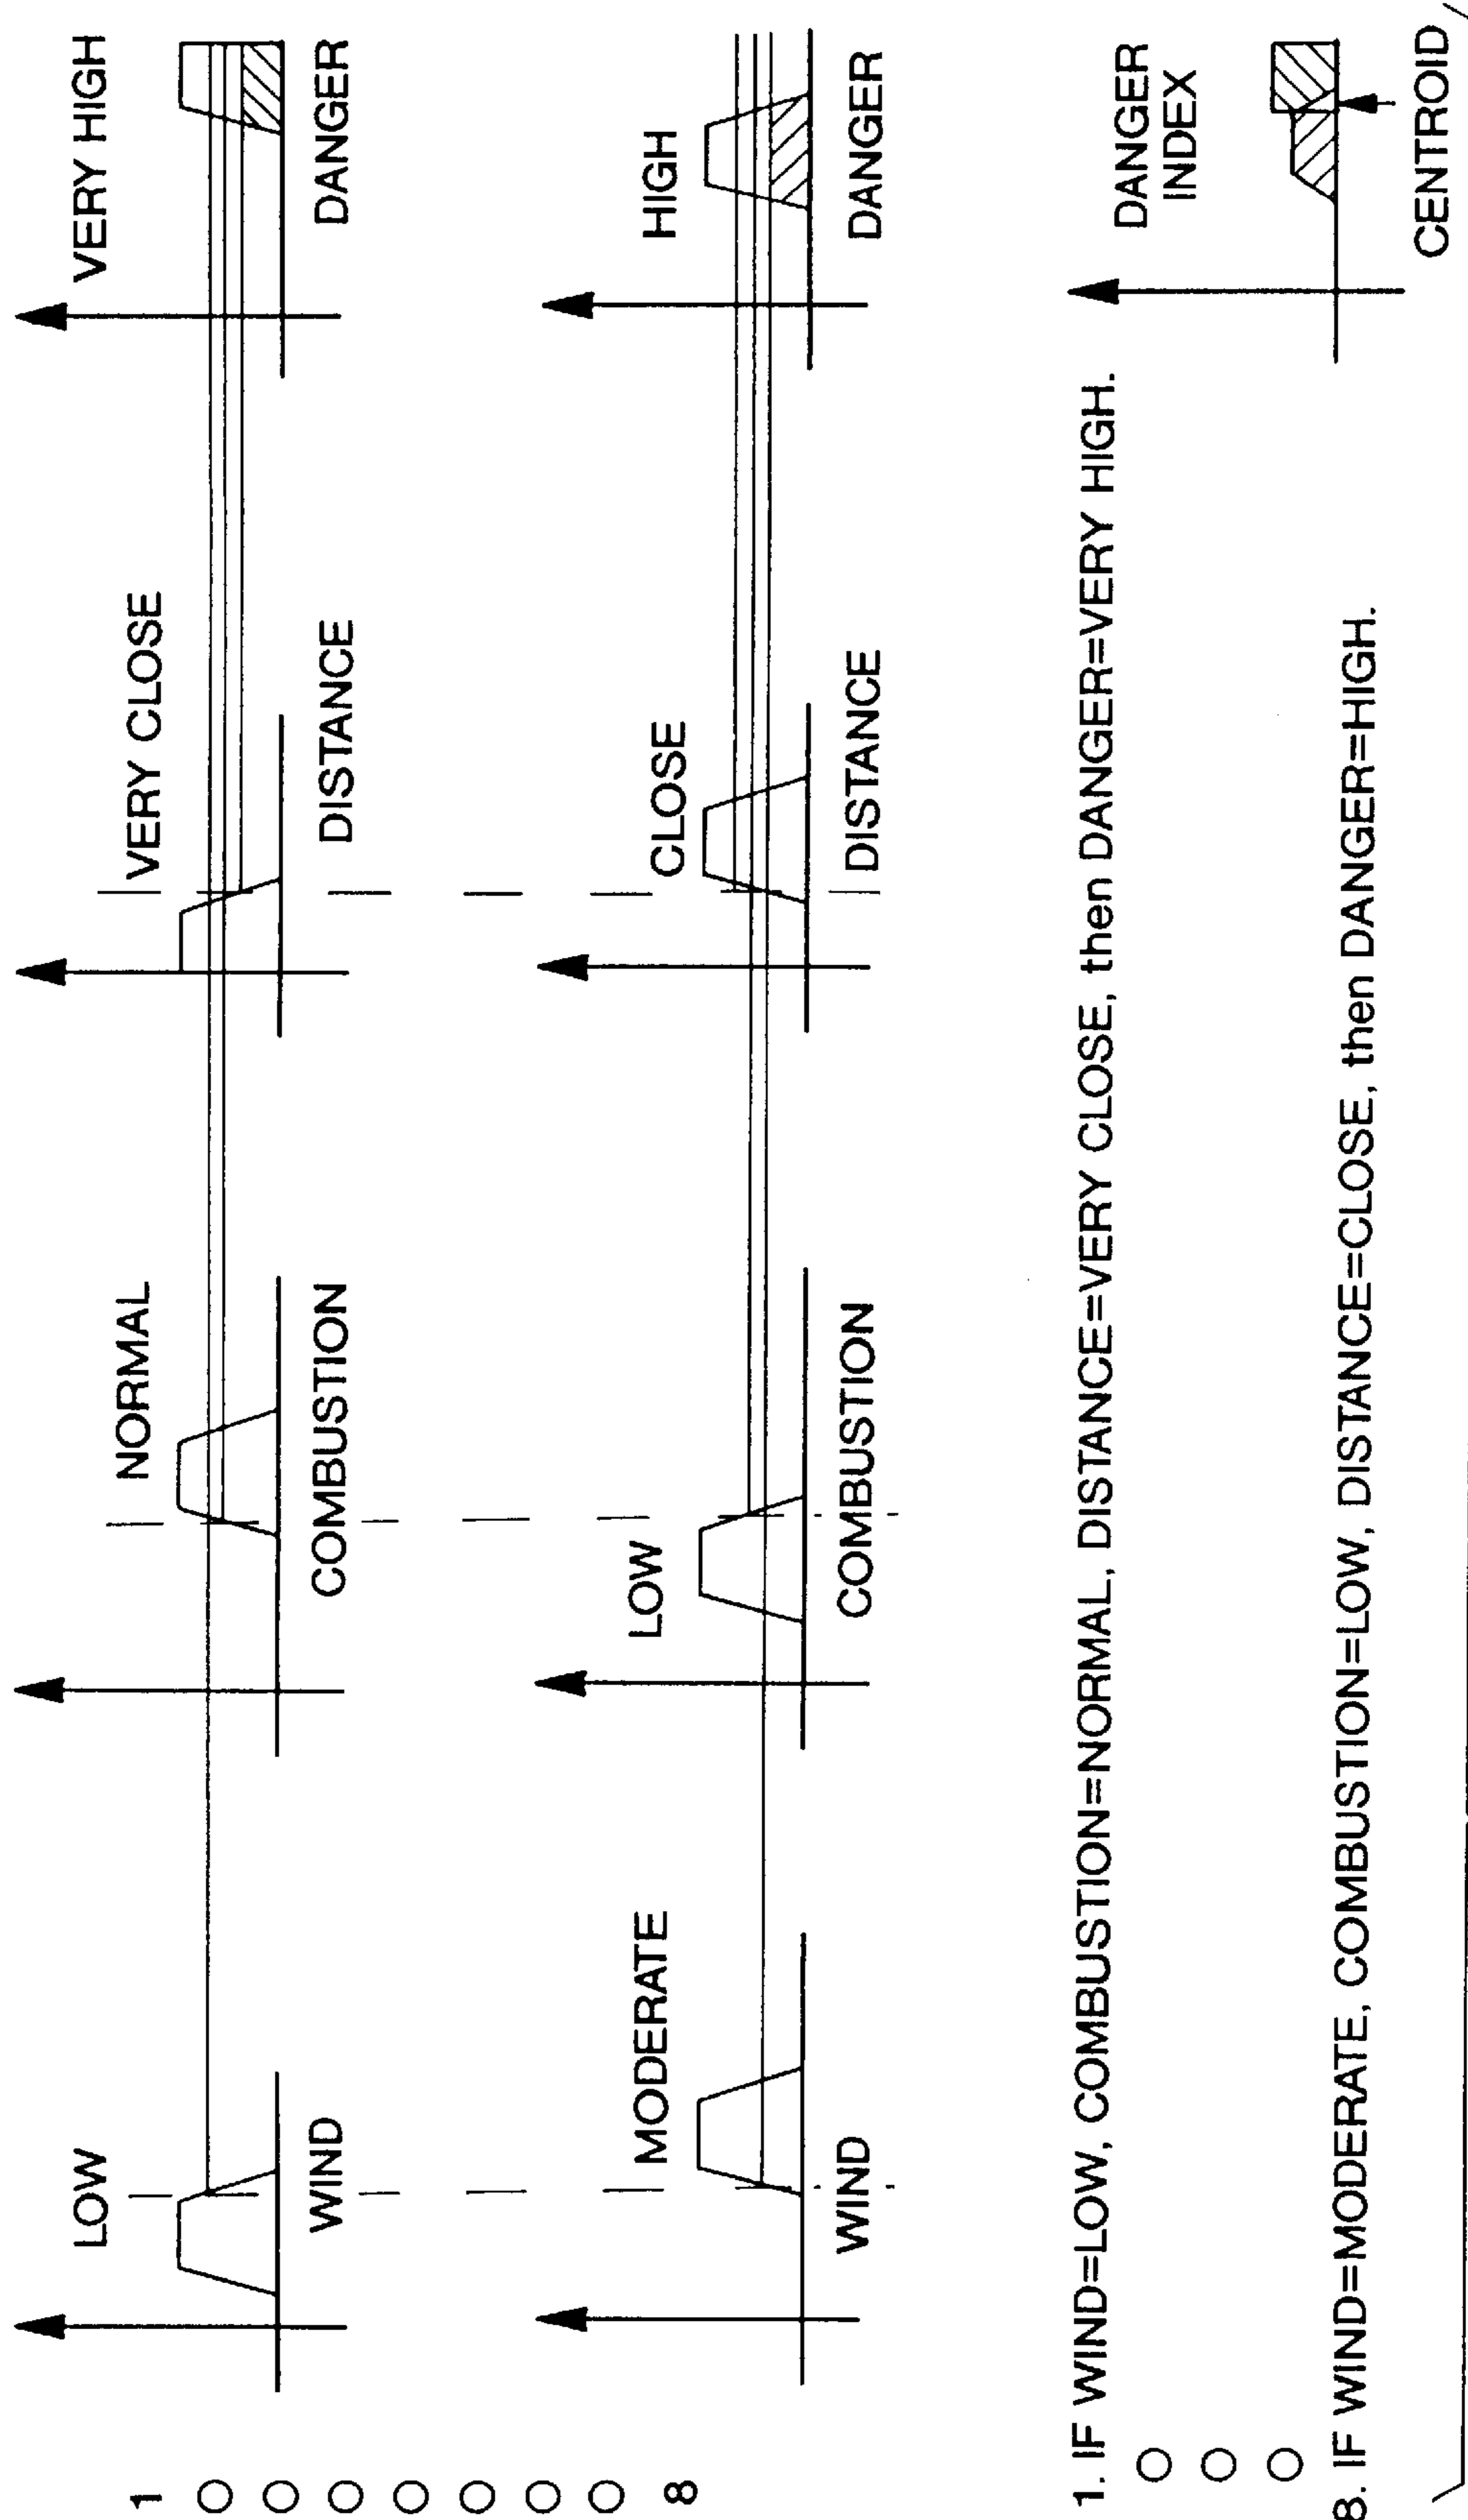 1
LOW
NORMAL
VERY CLOSE
VERY HIGH
WIND
COMBUSTION
DISTANCE
DANGER
8
MODERATE
LOW
CLOSE
HIGH
WIND
COMBUSTION
DISTANCE
DANGER
1. IF WIND=LOW, COMBUSTION=NORMAL, DISTANCE=VERY CLOSE, then DANGER=VERY HIGH.
8. IF WIND=MODERATE, COMBUSTION=LOW, DISTANCE=CLOSE, then DANGER=HIGH.
DANGER
INDEX
CENTROID